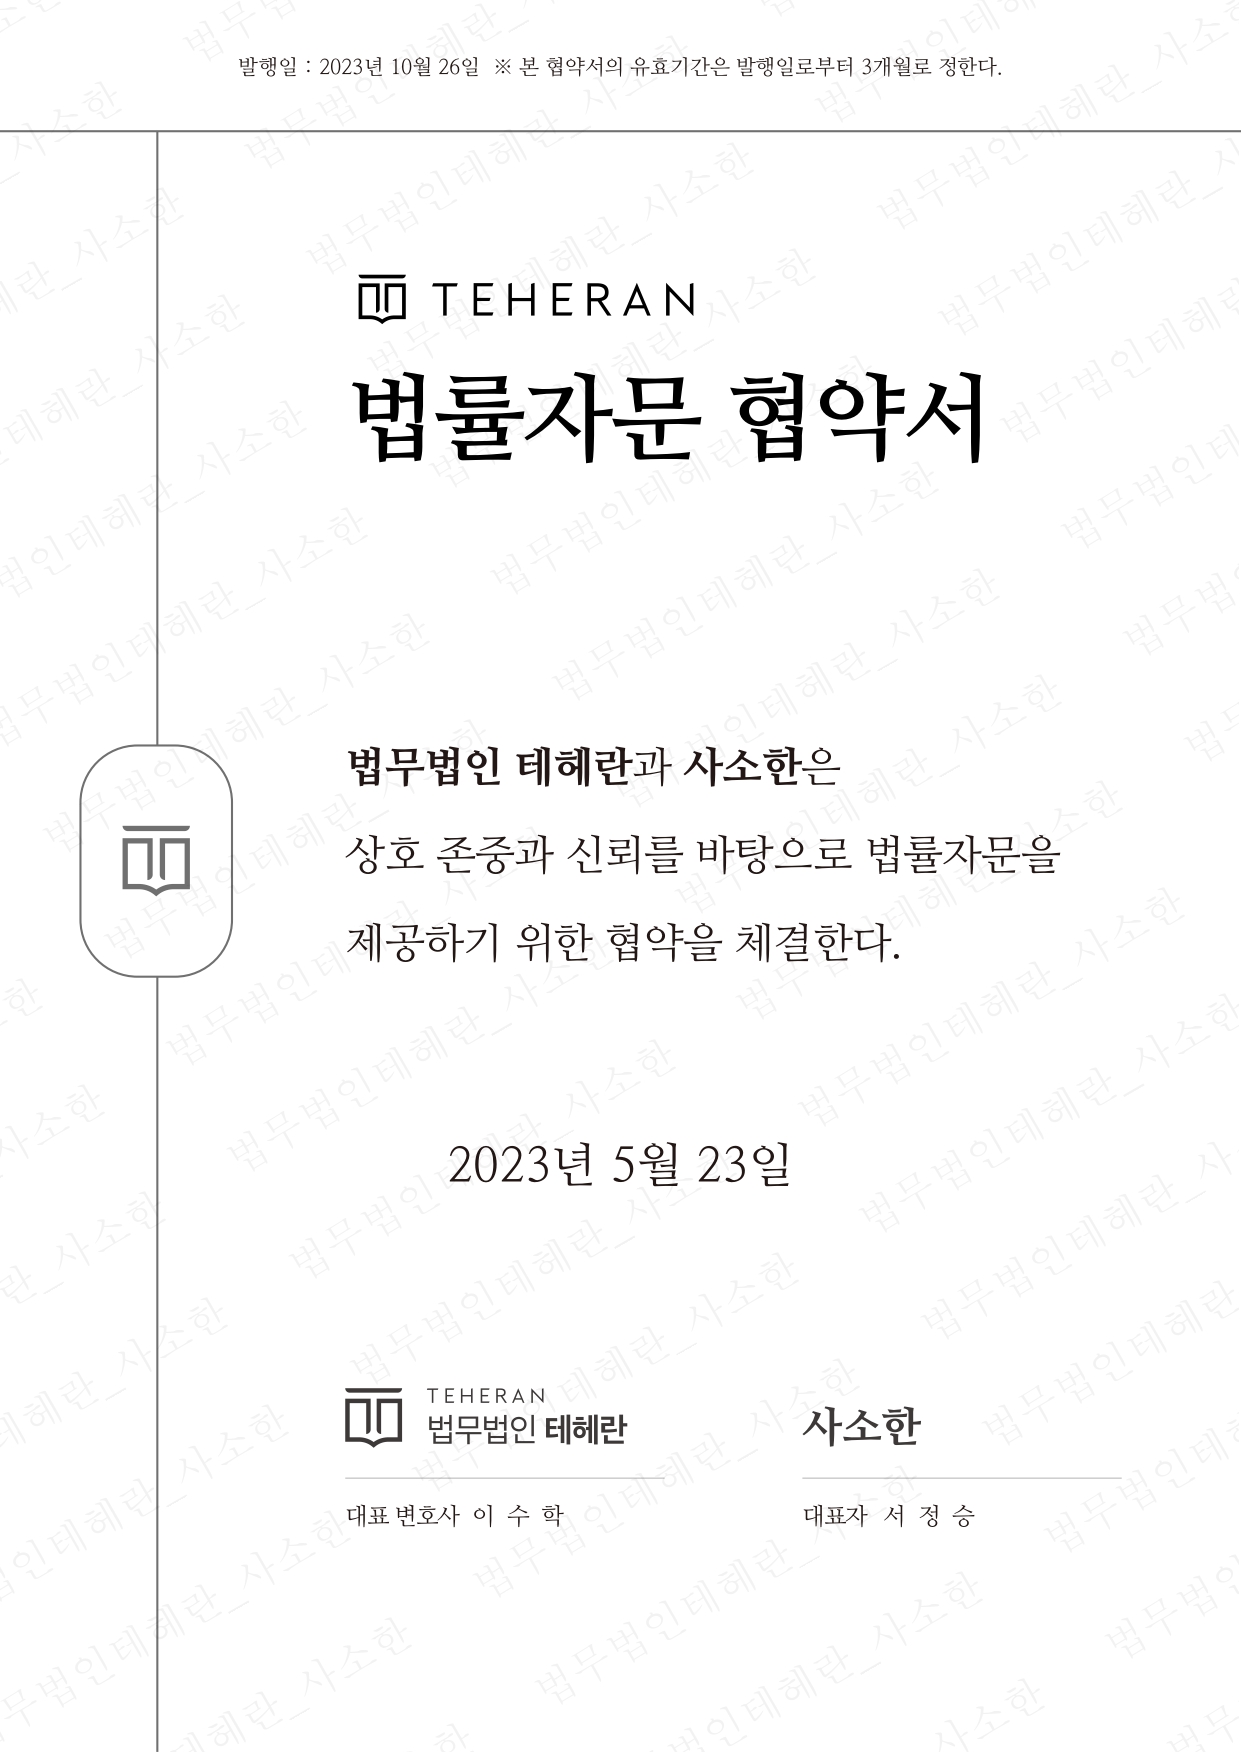 발행일 : 2023년 10월 26일 ※ 본 협약서의 유효기간은 발행일로부터 3개월로 정한다.
TEHERAN
법률자문 협약서
법무법인 테헤란과 사소한은
상호 존중과 신뢰를 바탕으로 법률자문을
제공하기 위한 협약을 체결한다.
2023년 5월 23일
TEHERAN
법무법인 테헤란
대표 변호사 이 수 학
사소한
대표자 서 정 승
법무법인테헤란_사소한